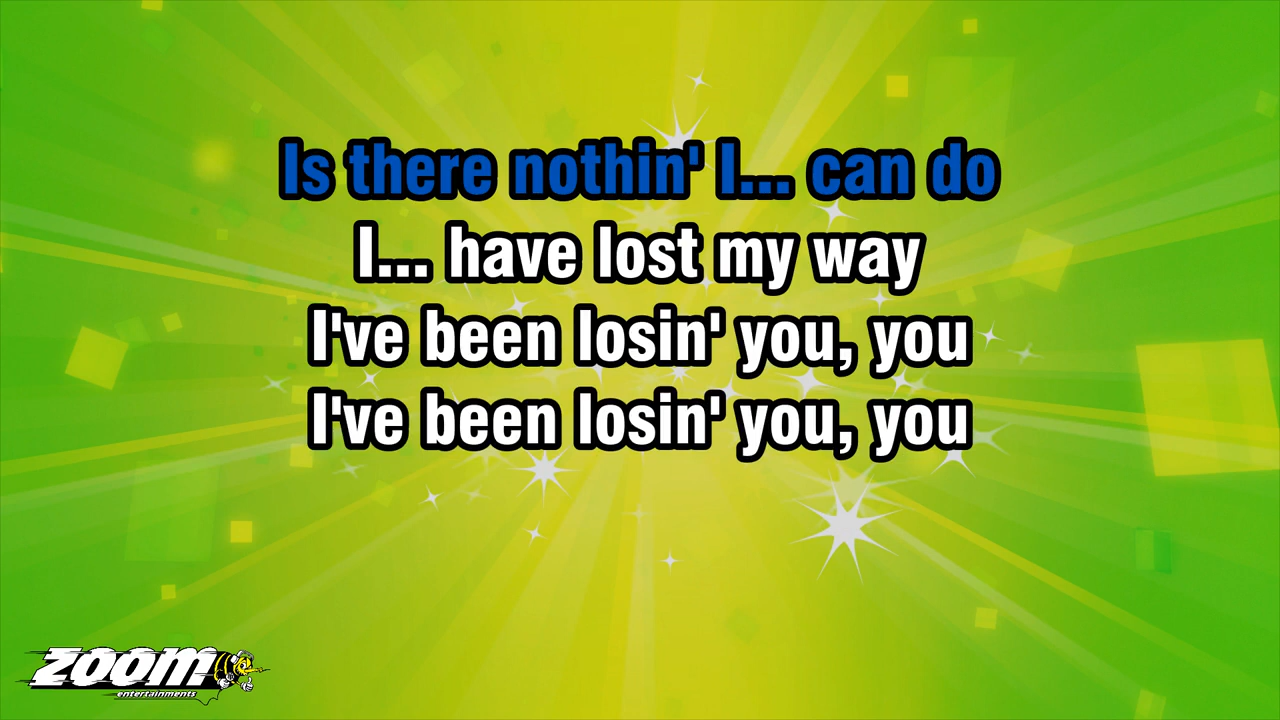 Is there nothin' I... can do
I... have lost my way
I've been losin' you, you
I've been losin' you, you
zoom
entertainments